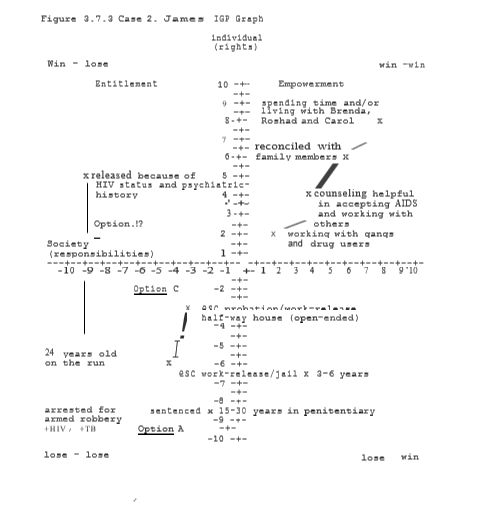 Figure 3.7.3 Case 2. James IGP Graph
individual
(rights)
Win - lose
win -win
Entitlement
10 -+-
Empowerment
9
spending time and/or
living with Brenda,
8 -+- Roshad and Carol x
7
reconciled with
6 -+- family members x
x released because of
5 -+-
HIV status and psychiatric
history
4 -+-
x counseling helpful
in accepting AIDS
3 -+-
and working with
others
Option.!?
2 -+-
x working with gangs
and drug users
Society
(responsibilities)
1 -+-
-10 -9 -8 -7 -6 -5 -4 -3 -2 -1 -+- 1 2 3 4 5 6 7 8 9 10
Option C
-2 -+-
x @SC probation/work-release
half-way house (open-ended)
-4 -+-
-5 -+-
24 years old
on the run
x
-6 -+-
@SC work-release/jail x 3-6 years
-7 -+-
-8 -+-
arrested for
armed robbery
+HIV, +TB
sentenced x 15-30 years in penitentiary
-9 -+-
Option A
-10 -+-
lose - lose
lose win